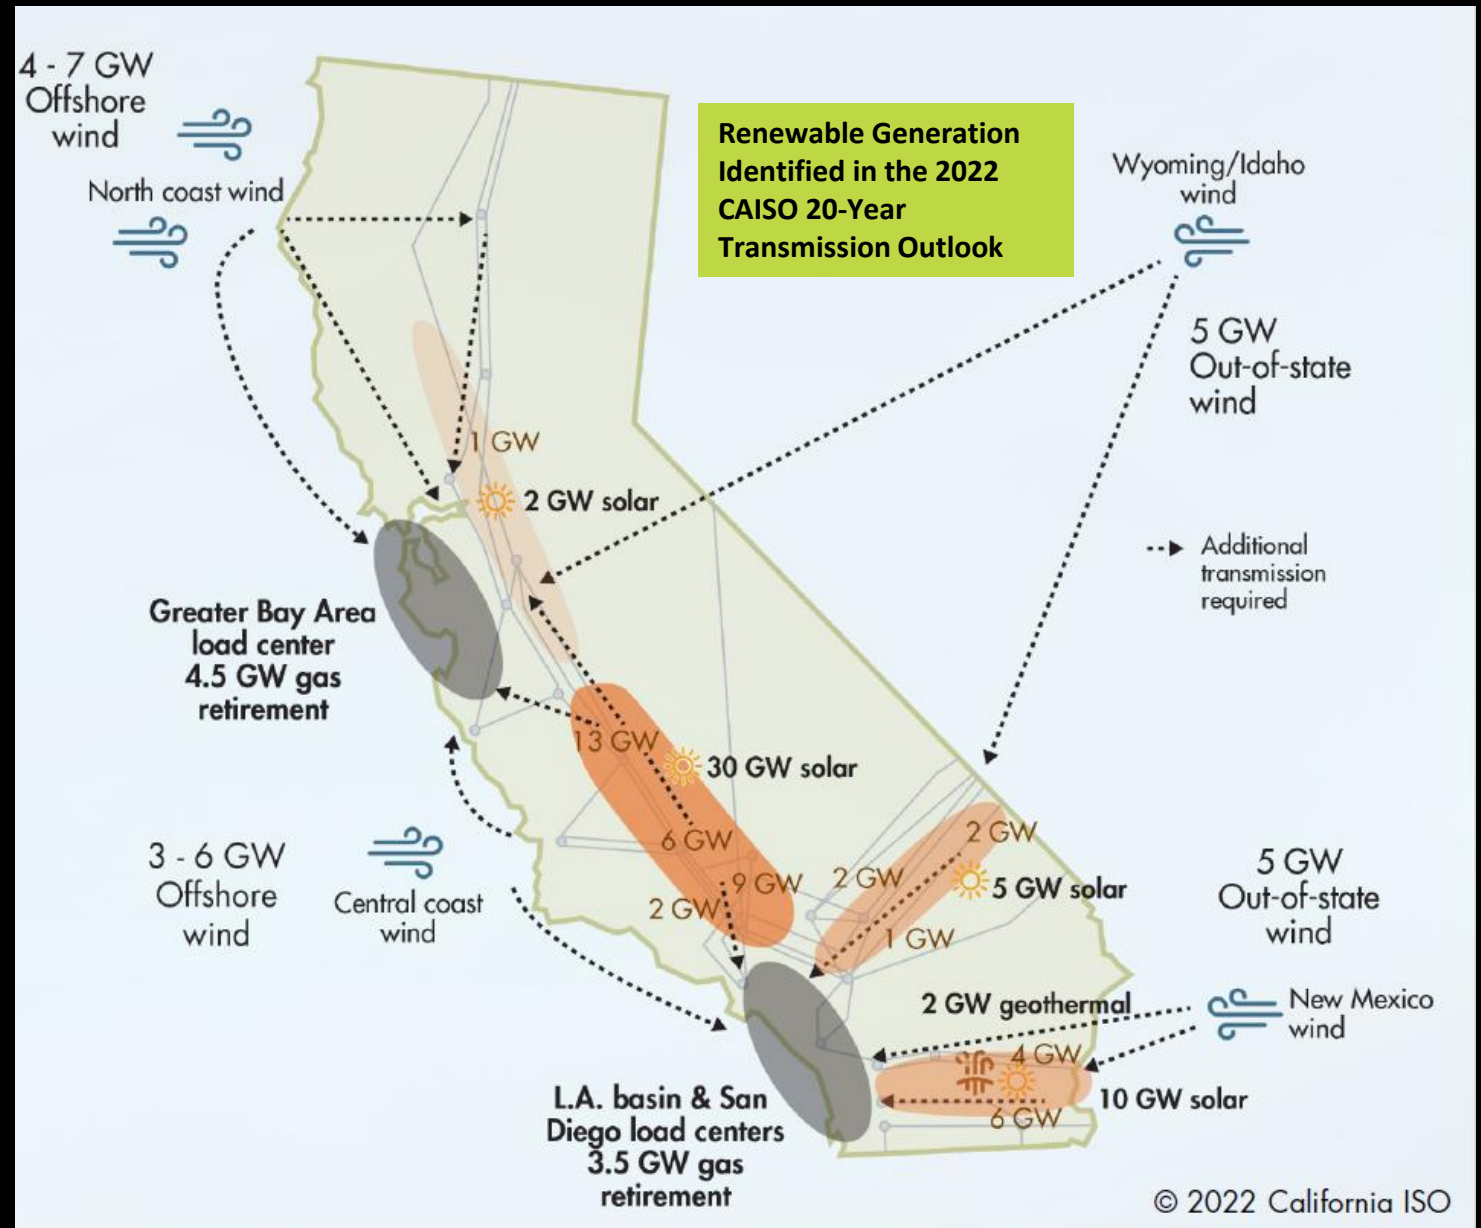 4 - 7 GW
Offshore
wind
North coast wind
Renewable Generation
Identified in the 2022
CAISO 20-Year
Transmission Outlook
Wyoming/Idaho
wind
5 GW
Out-of-state
wind
1 GW
2 GW solar
Additional
transmission
required
Greater Bay Area
load center
4.5 GW gas
retirement
13 GW
30 GW solar
6 GW
9 GW
2 GW
2 GW
2 GW
5 GW solar
1 GW
3 - 6 GW
Offshore
wind
Central coast
wind
5 GW
Out-of-state
wind
New Mexico
wind
2 GW geothermal
4 GW
10 GW solar
6 GW
L.A. basin & San
Diego load centers
3.5 GW gas
retirement
© 2022 California ISO